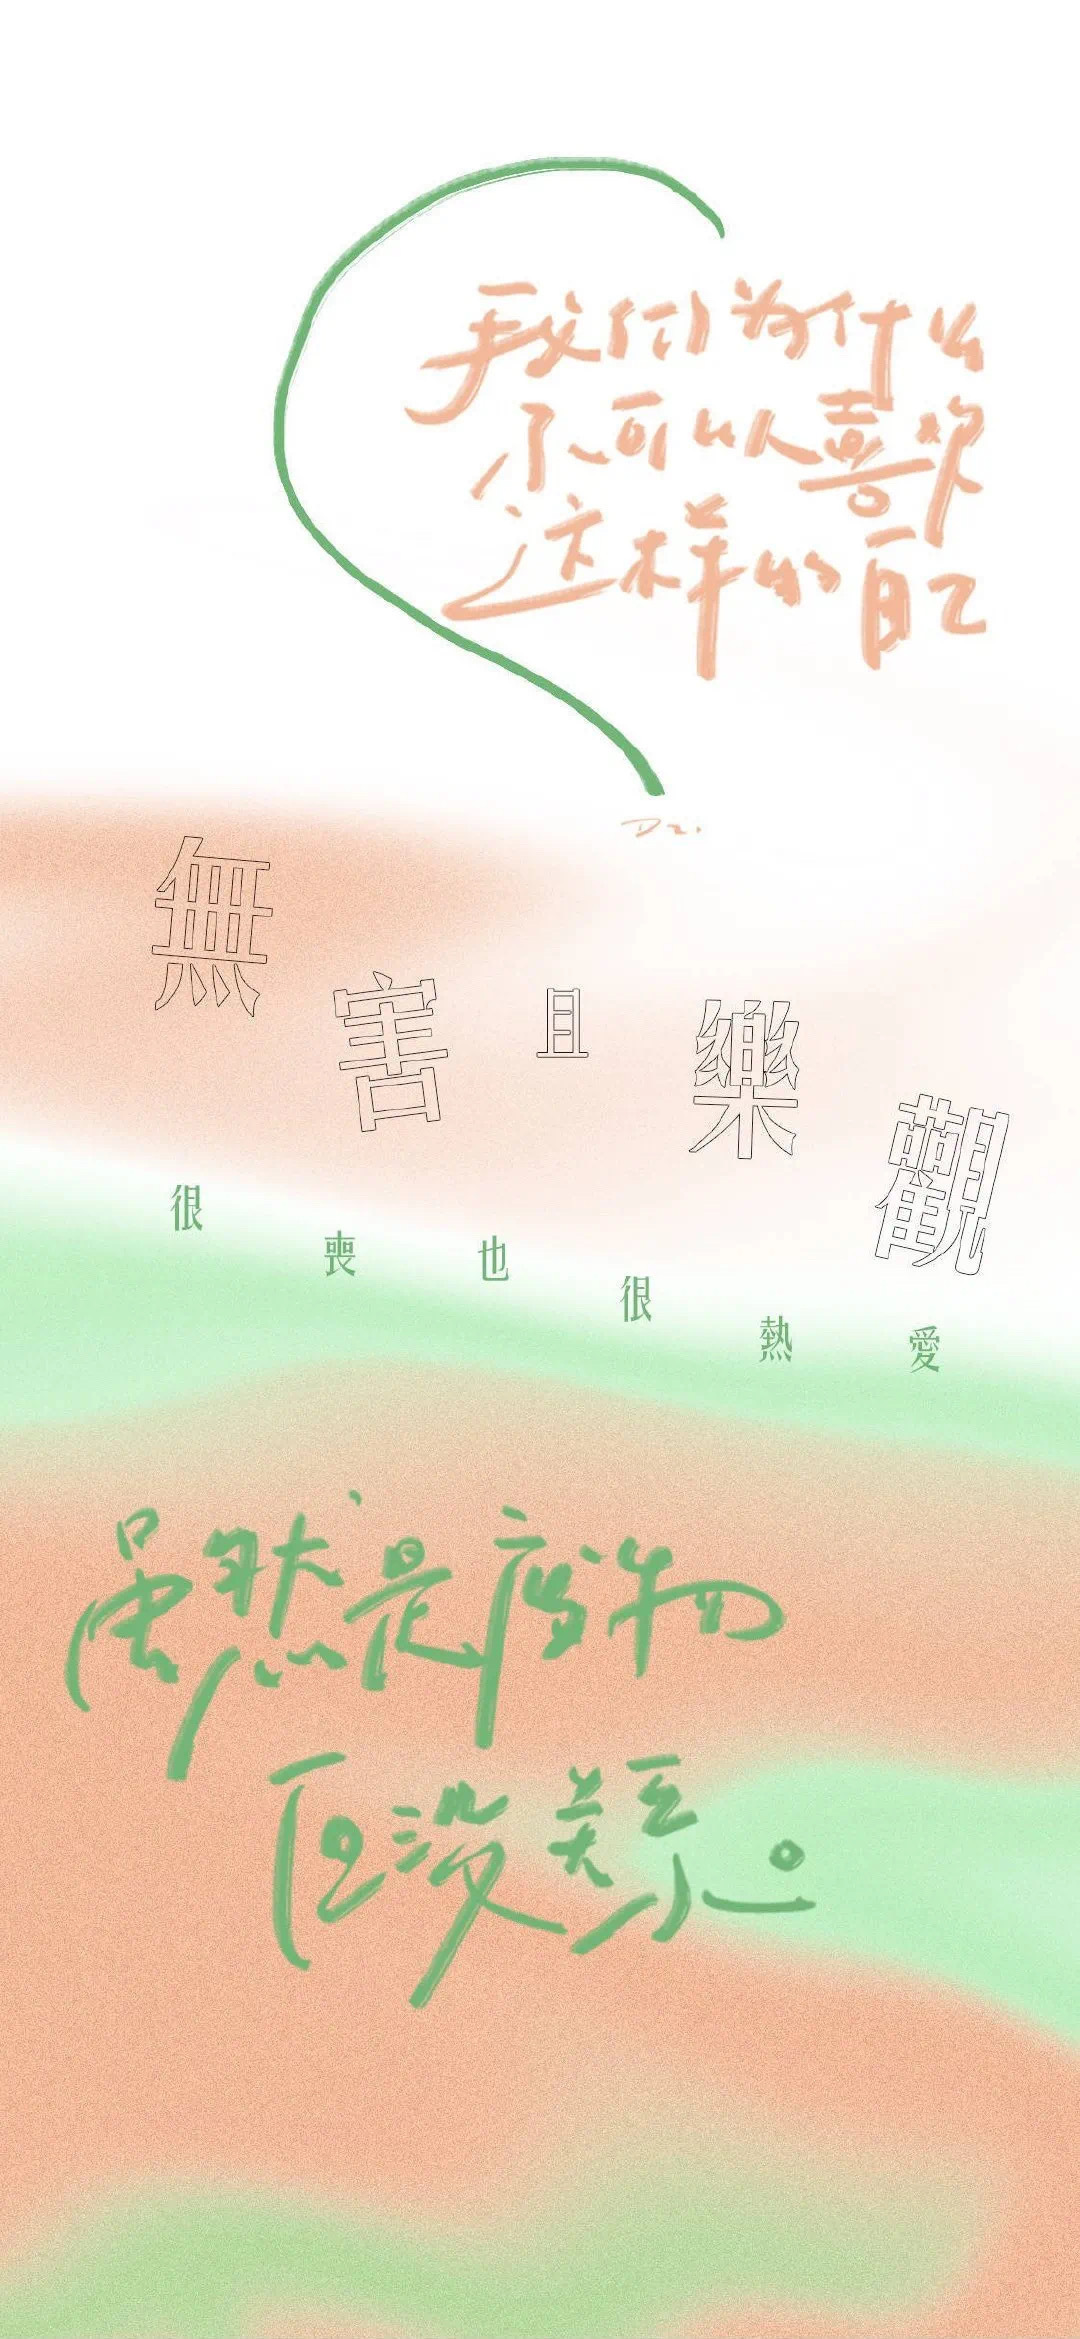 我们为什么
不可以喜欢
这样的自己
Dz.
無害且樂觀
很喪也很熱愛
虽然是废物
但没关系。